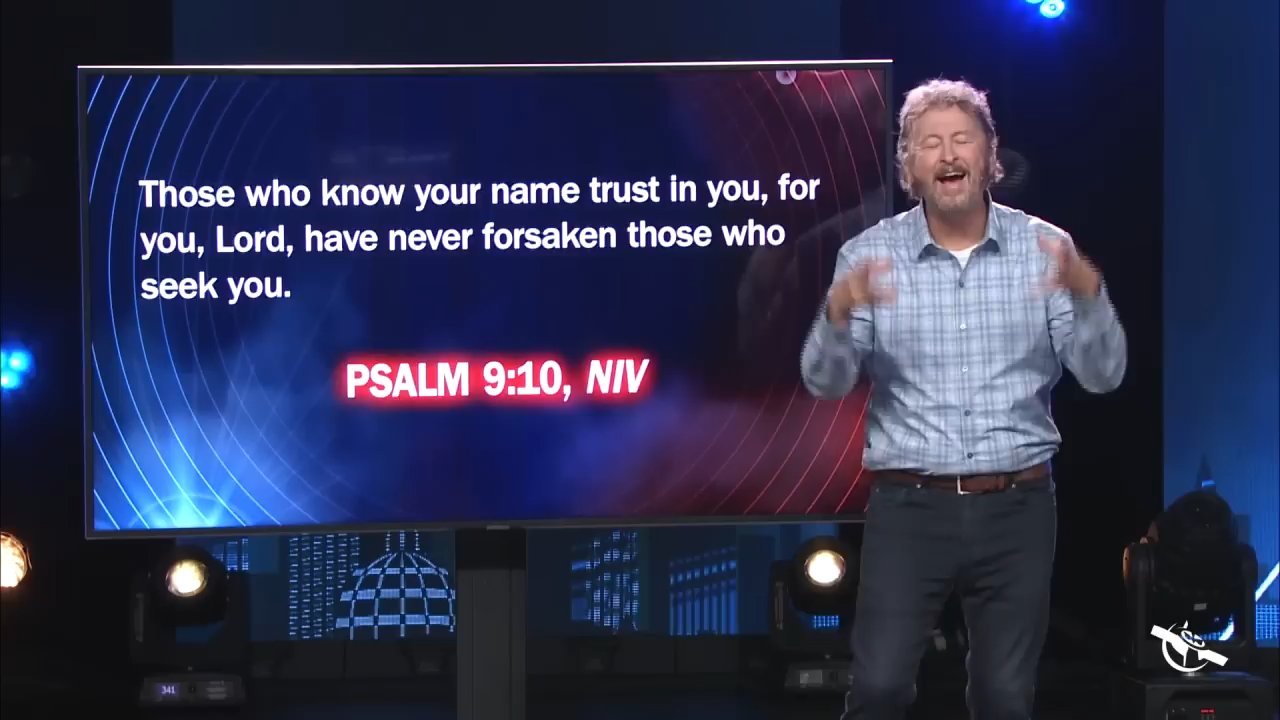 Those who know your name trust in you, for
you, Lord, have never forsaken those who
seek you.
PSALM 9:10, NIV
341